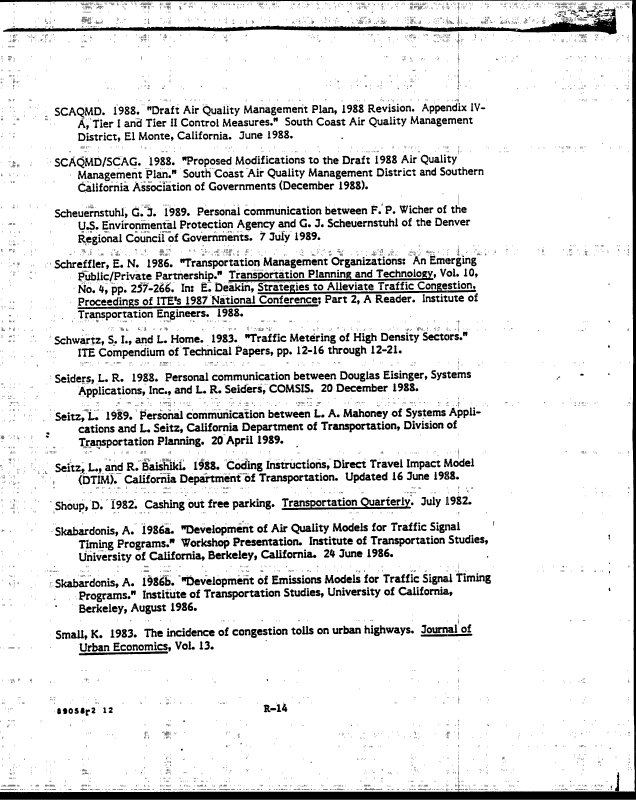 SCAQMD. 1988. "Draft Air Quality Management Plan, 1988 Revision. Appendix IV-
A, Tier I and Tier II Control Measures." South Coast Air Quality Management
District, El Monte, California. June 1988.
SCAQMD/SCAG. 1988. "Proposed Modifications to the Draft 1988 Air Quality
Management Plan." South Coast Air Quality Management District and Southern
California Association of Governments (December 1988).
Scheuernstuhl, G. J. 1989. Personal communication between F. P. Wicher of the
U.S. Environmental Protection Agency and G. J. Scheuernstuhl of the Denver
Regional Council of Governments. 7 July 1989.
Schreffler, E. N. 1986. "Transportation Management Organizations: An Emerging
Public/Private Partnership." Transportation Planning and Technology, Vol. 10,
No. 4, pp. 257-266. In: E. Deakin, Strategies to Alleviate Traffic Congestion,
Proceedings of ITE's 1987 National Conference; Part 2, A Reader. Institute of
Transportation Engineers. 1988.
Schwartz, S. I., and L. Home. 1983. "Traffic Metering of High Density Sectors."
ITE Compendium of Technical Papers, pp. 12-16 through 12-21.
Seiders, L. R. 1988. Personal communication between Douglas Eisinger, Systems
Applications, Inc., and L. R. Seiders, COMSIS. 20 December 1988.
Seitz, L. 1989. Personal communication between L. A. Mahoney of Systems Appli-
cations and L. Seitz, California Department of Transportation, Division of
Transportation Planning. 20 April 1989.
Seitz, L., and R. Baishiki. 1988. Coding Instructions, Direct Travel Impact Model
(DTIM). California Department of Transportation. Updated 16 June 1988.
Shoup, D. 1982. Cashing out free parking. Transportation Quarterly. July 1982.
Skabardonis, A. 1986a. "Development of Air Quality Models for Traffic Signal
Timing Programs." Workshop Presentation. Institute of Transportation Studies,
University of California, Berkeley, California. 24 June 1986.
Skabardonis, A. 1986b. "Development of Emissions Models for Traffic Signal Timing
Programs." Institute of Transportation Studies, University of California,
Berkeley, August 1986.
Small, K. 1983. The incidence of congestion tolls on urban highways. Journal of
Urban Economics, Vol. 13.
89058r2 12
R-14